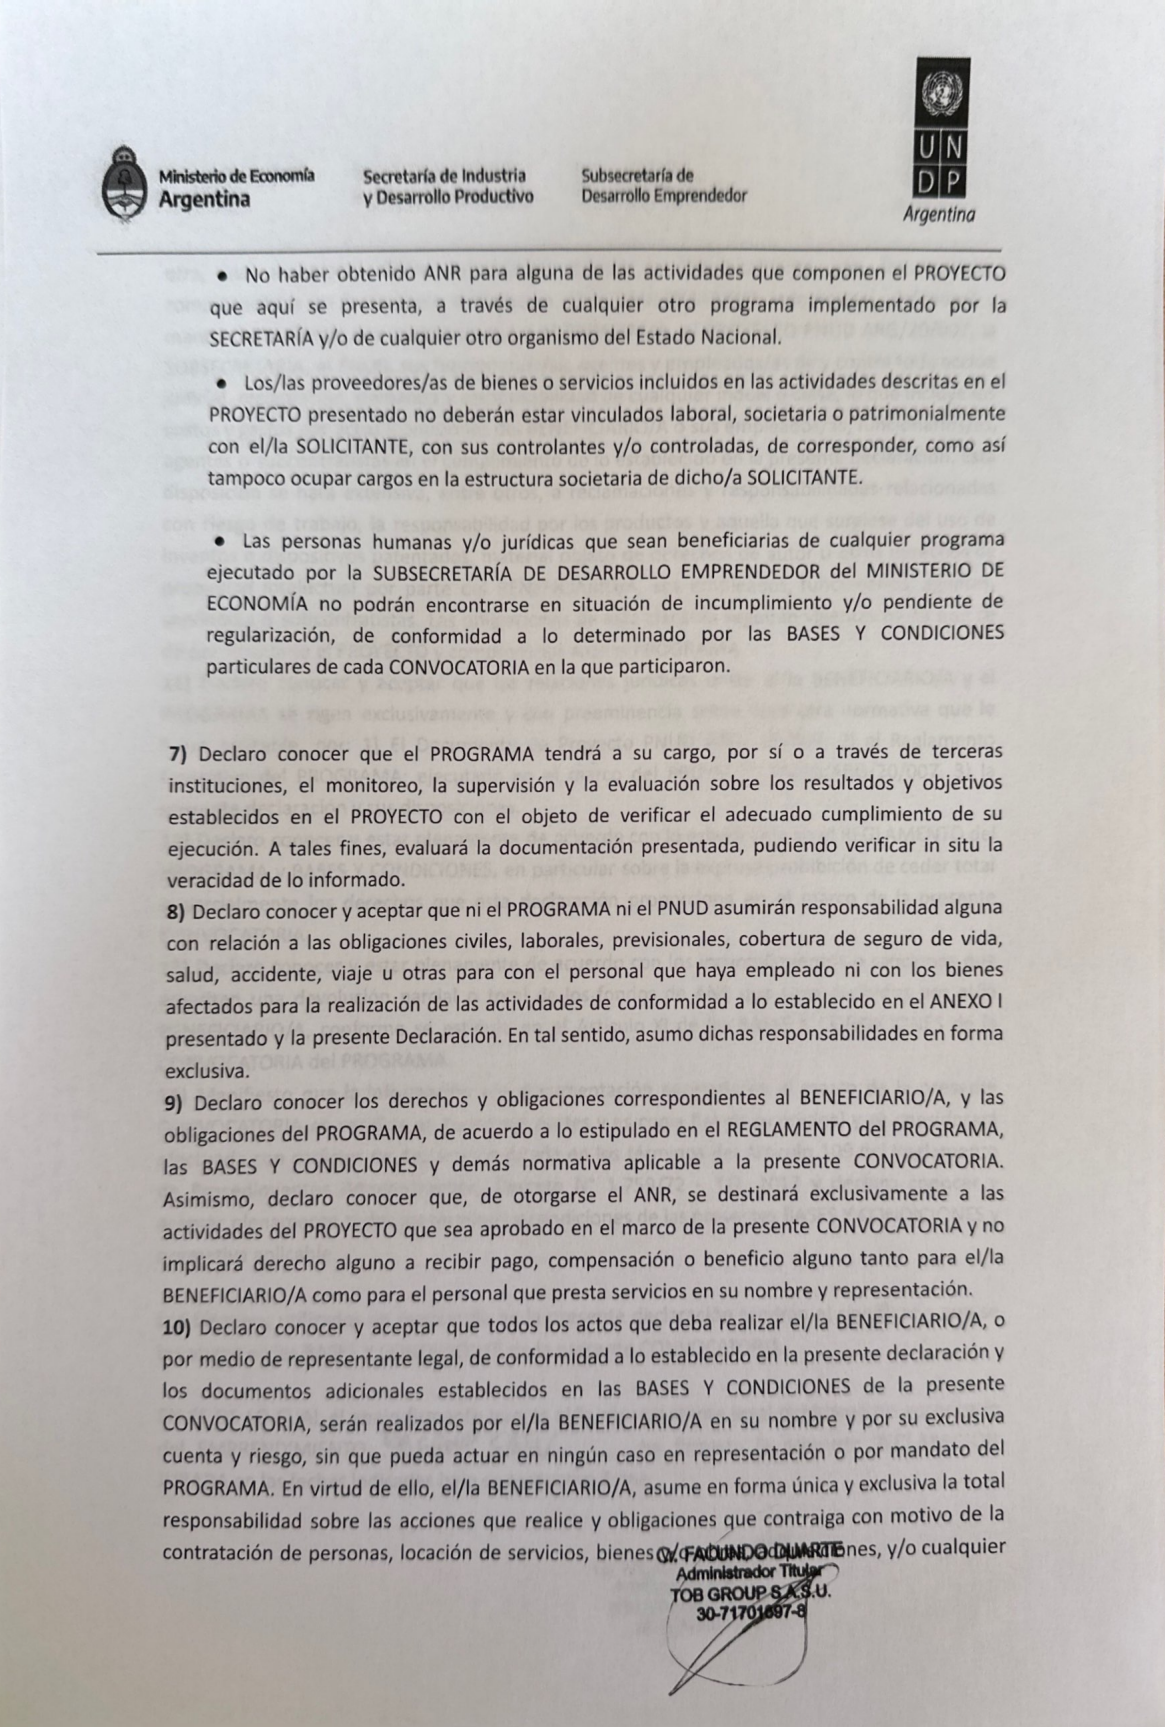 UN
DP
Argentina
Ministerio de Economía
Argentina
Secretaría de Industria
y Desarrollo Productivo
Subsecretaría de
Desarrollo Emprendedor
• No haber obtenido ANR para alguna de las actividades que componen el PROYECTO
que aquí se presenta, a través de cualquier otro programa implementado por la
SECRETARÍA y/o de cualquier otro organismo del Estado Nacional.
• Los/las proveedores/as de bienes o servicios incluidos en las actividades descritas en el
PROYECTO presentado no deberán estar vinculados laboral, societaria o patrimonialmente
con el/la SOLICITANTE, con sus controlantes y/o controladas, de corresponder, como así
tampoco ocupar cargos en la estructura societaria de dicho/a SOLICITANTE.
• Las personas humanas y/o jurídicas que sean beneficiarias de cualquier programa
ejecutado por la SUBSECRETARÍA DE DESARROLLO EMPRENDEDOR del MINISTERIO DE
ECONOMÍA no podrán encontrarse en situación de incumplimiento y/o pendiente de
regularización, de conformidad a lo determinado por las BASES Y CONDICIONES
particulares de cada CONVOCATORIA en la que participaron.
7) Declaro conocer que el PROGRAMA tendrá a su cargo, por sí o a través de terceras
instituciones, el monitoreo, la supervisión y la evaluación sobre los resultados y objetivos
establecidos en el PROYECTO con el objeto de verificar el adecuado cumplimiento de su
ejecución. A tales fines, evaluará la documentación presentada, pudiendo verificar in situ la
veracidad de lo informado.
8) Declaro conocer y aceptar que ni el PROGRAMA ni el PNUD asumirán responsabilidad alguna
con relación a las obligaciones civiles, laborales, previsionales, cobertura de seguro de vida,
salud, accidente, viaje u otras para con el personal que haya empleado ni con los bienes
afectados para la realización de las actividades de conformidad a lo establecido en el ANEXO I
presentado y la presente Declaración. En tal sentido, asumo dichas responsabilidades en forma
exclusiva.
9) Declaro conocer los derechos y obligaciones correspondientes al BENEFICIARIO/A, y las
obligaciones del PROGRAMA, de acuerdo a lo estipulado en el REGLAMENTO del PROGRAMA,
las BASES Y CONDICIONES y demás normativa aplicable a la presente CONVOCATORIA.
Asimismo, declaro conocer que, de otorgarse el ANR, se destinará exclusivamente a las
actividades del PROYECTO que sea aprobado en el marco de la presente CONVOCATORIA y no
implicará derecho alguno a recibir pago, compensación o beneficio alguno tanto para el/la
BENEFICIARIO/A como para el personal que presta servicios en su nombre y representación.
10) Declaro conocer y aceptar que todos los actos que deba realizar el/la BENEFICIARIO/A, o
por medio de representante legal, de conformidad a lo establecido en la presente declaración y
los documentos adicionales establecidos en las BASES Y CONDICIONES de la presente
CONVOCATORIA, serán realizados por el/la BENEFICIARIO/A en su nombre y por su exclusiva
cuenta y riesgo, sin que pueda actuar en ningún caso en representación o por mandato del
PROGRAMA. En virtud de ello, el/la BENEFICIARIO/A, asume en forma única y exclusiva la total
responsabilidad sobre las acciones que realice y obligaciones que contraiga con motivo de la
contratación de personas, locación de servicios, bienes y/o cualquier
FACUNDO DUARTE
Administrador Titular
TOB GROUP S.A.S.U.
30-71701697-8